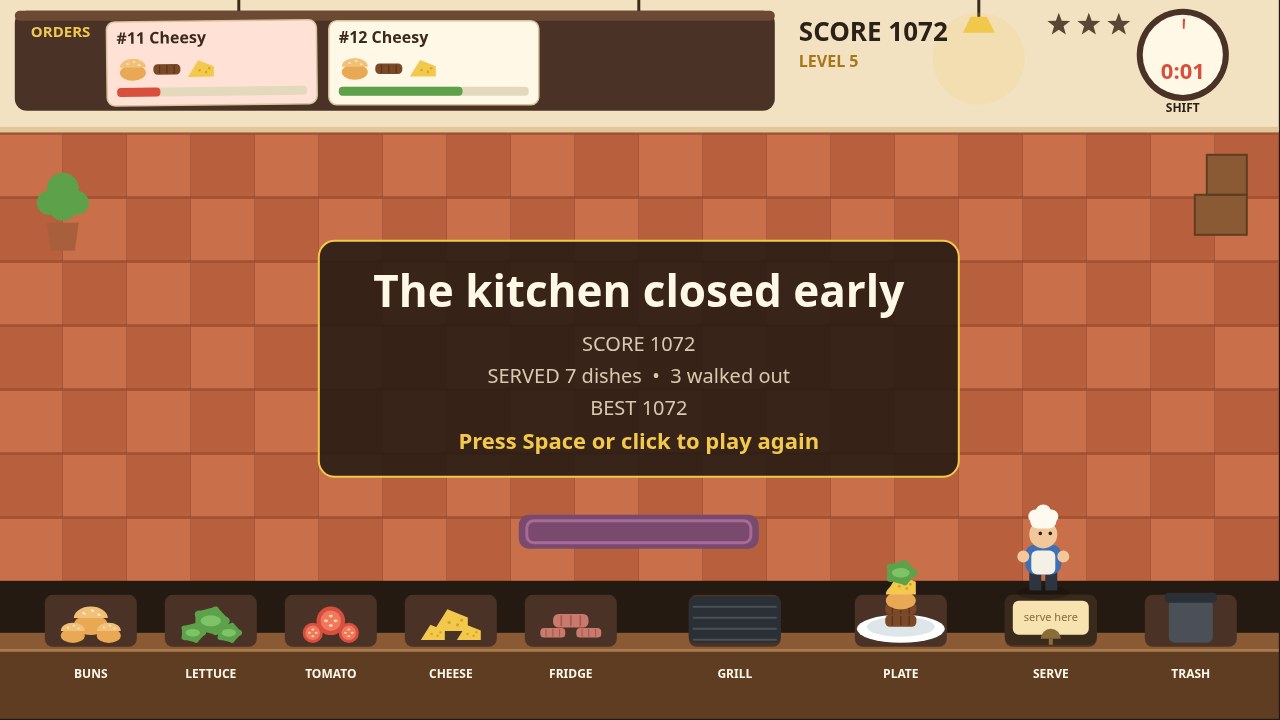 ORDERS
#11 Cheesy
#12 Cheesy
SCORE 1072
LEVEL 5
0:01
SHIFT
The kitchen closed early
SCORE 1072
SERVED 7 dishes • 3 walked out
BEST 1072
Press Space or click to play again
serve here
BUNS
LETTUCE
TOMATO
CHEESE
FRIDGE
GRILL
PLATE
SERVE
TRASH